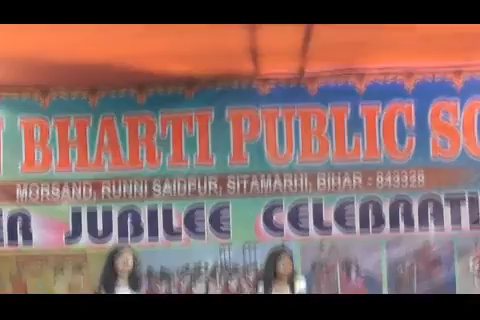 BHARTI PUBLIC
MORSAND, RUNNI SAIDPUR, SITAMARHI, BIHAR - 843328
JUBILEE